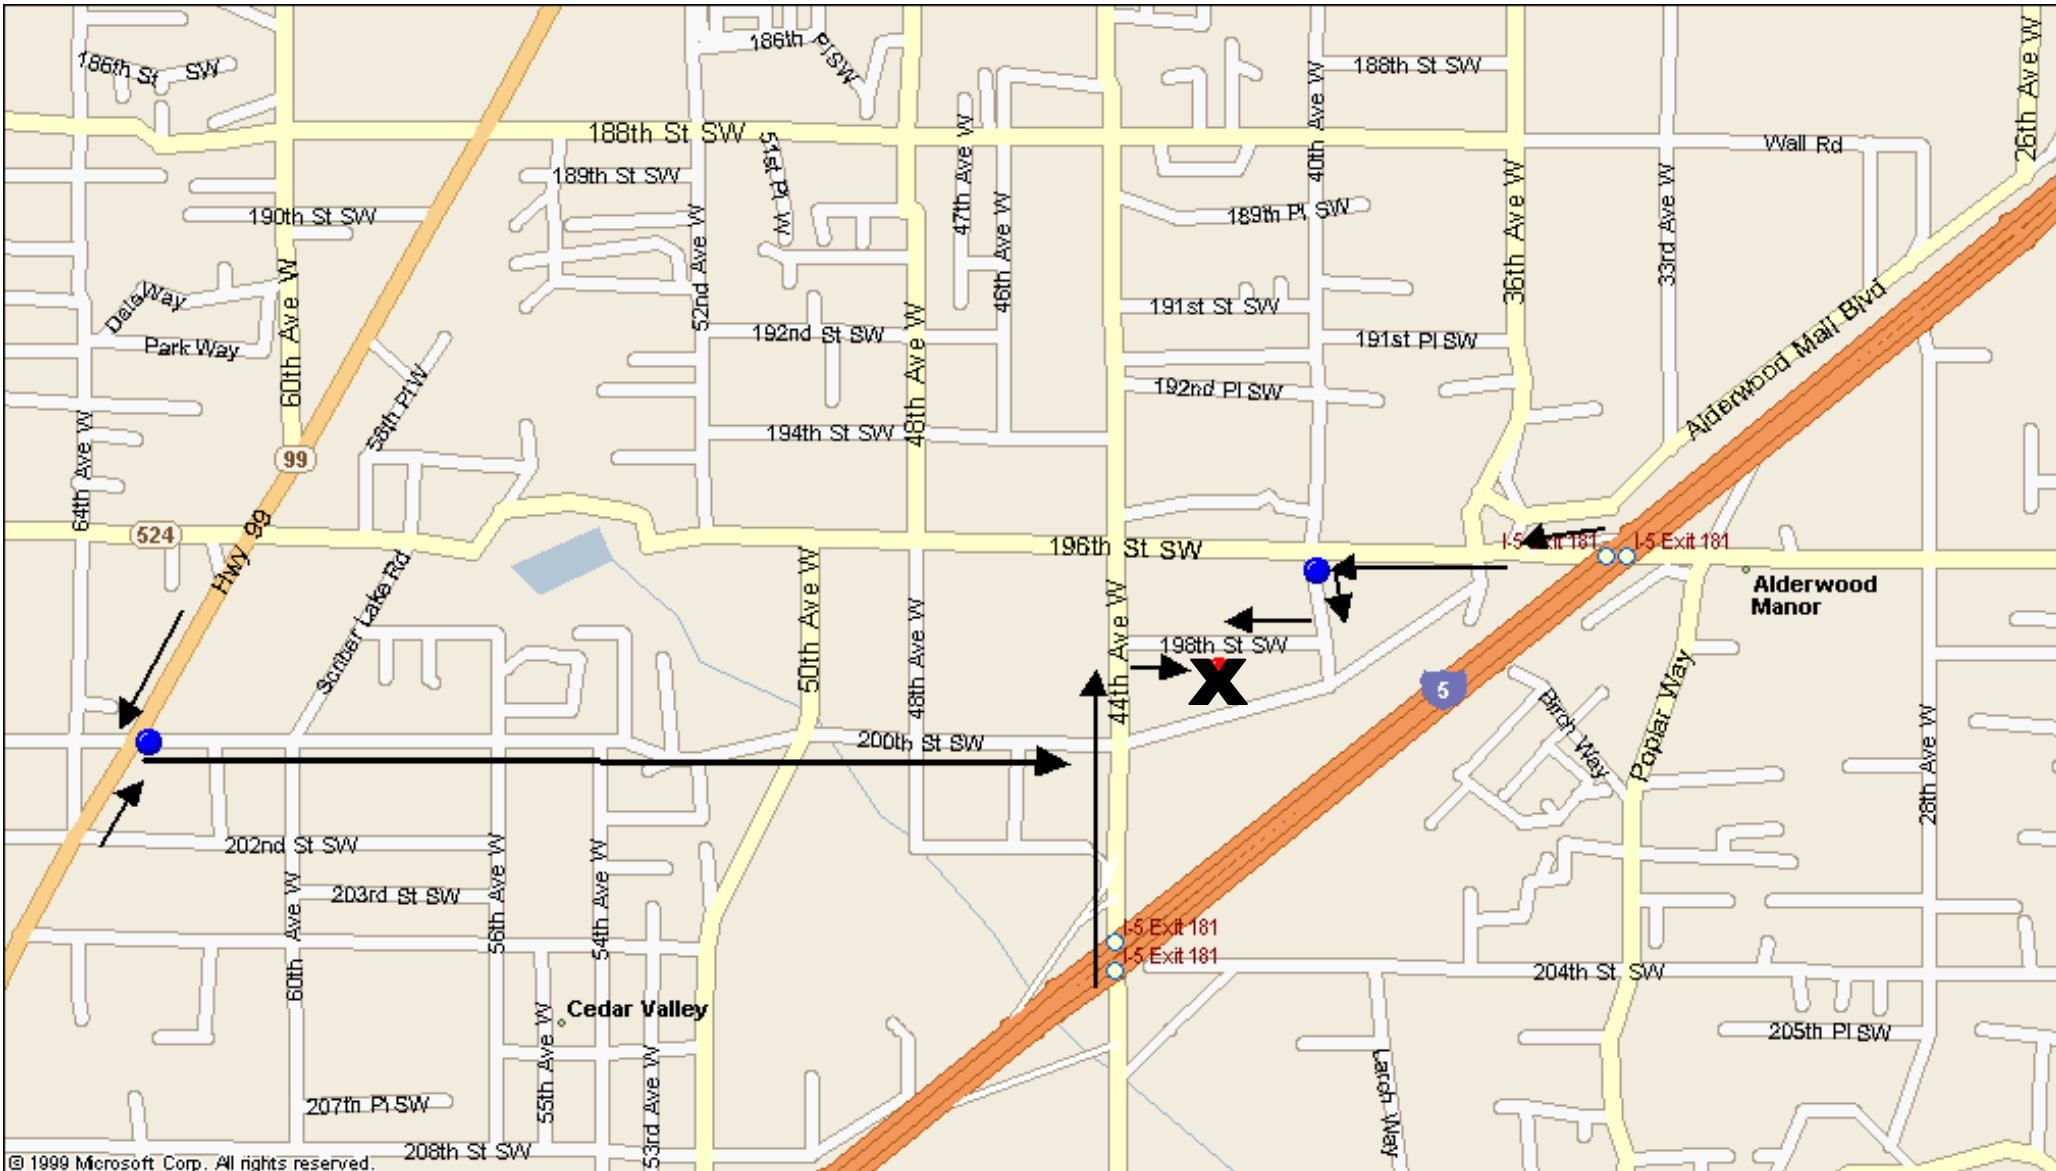 186th St SW
186th Pl SW
188th St SW
26th Ave W
188th St SW
51st Pl W
47th Ave W
40th Ave W
Wall Rd
189th St SW
190th St SW
52nd Ave W
46th Ave W
189th Pl SW
36th Ave W
33rd Ave W
Dale Way
Park Way
60th Ave W
192nd St SW
48th Ave W
191st St SW
191st Pl SW
Alderwood Mall Blvd
58th Pl W
192nd Pl SW
64th Ave W
194th St SW
99
524
Hwy 99
196th St SW
I-5 Exit 181
I-5 Exit 181
Alderwood
Manor
Scriber Lake Rd
50th Ave W
48th Ave W
44th Ave W
198th St SW
X
5
Birch Way
Poplar Way
200th St SW
28th Ave W
202nd St SW
203rd St SW
60th Ave W
56th Ave W
54th Ave W
I-5 Exit 181
I-5 Exit 181
204th St SW
Cedar Valley
55th Ave W
53rd Ave W
205th Pl SW
Larch Way
207th Pl SW
208th St SW
© 1999 Microsoft Corp. All rights reserved.